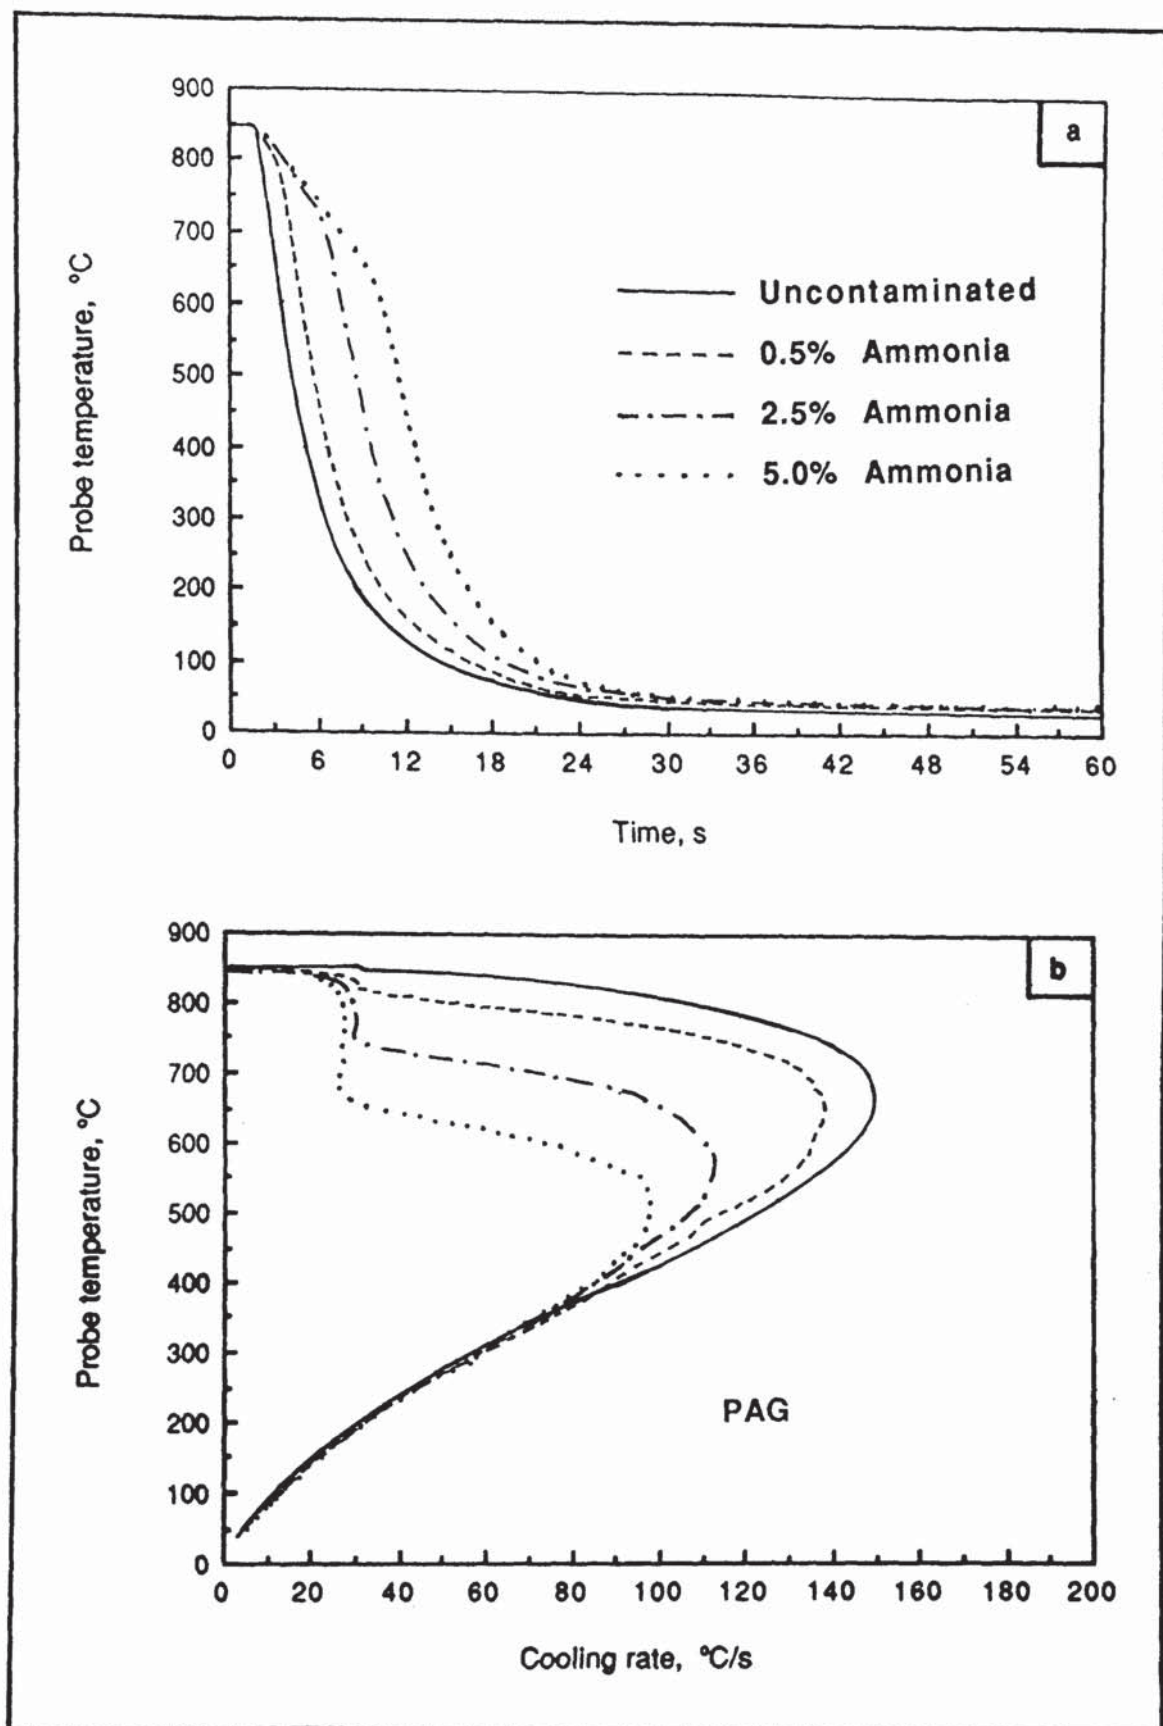 a
900
800
700
600
500
400
300
200
100
0
Probe temperature, °C
Uncontaminated
0.5% Ammonia
2.5% Ammonia
5.0% Ammonia
0 6 12 18 24 30 36 42 48 54 60
Time, s
b
900
800
700
600
500
400
300
200
100
0
Probe temperature, °C
PAG
0 20 40 60 80 100 120 140 160 180 200
Cooling rate, °C/s